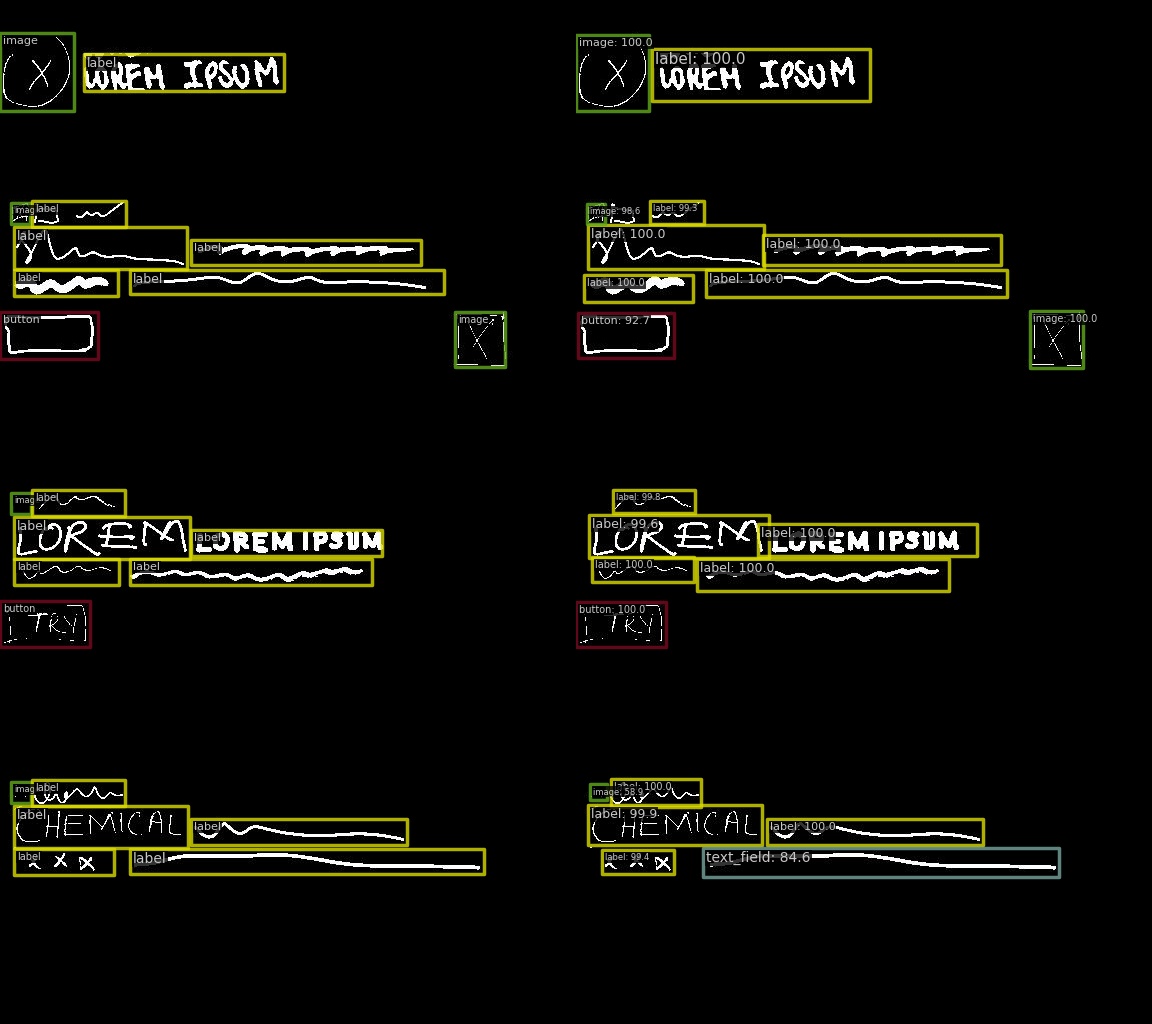 image image: 100.0
label label: 100.0
X LOREM IPSUM X LOREM IPSUM
image label image: 98.6 label: 99.3
label label: 100.0
label label: 100.0
label label label: 100.0 label: 100.0
button image button: 92.7 image: 100.0
X X
image label label: 99.8
label label: 99.6
label label: 100.0
LOREM LOREM IPSUM LOREM LOREM IPSUM
label label label: 100.0 label: 100.0
button button: 100.0
TRY TRY
image label label: 100.0
image: 58.9
label label: 99.9
CHEMICAL label CHEMICAL label: 100.0
label label label: 99.4 text_field: 84.6
x x x x